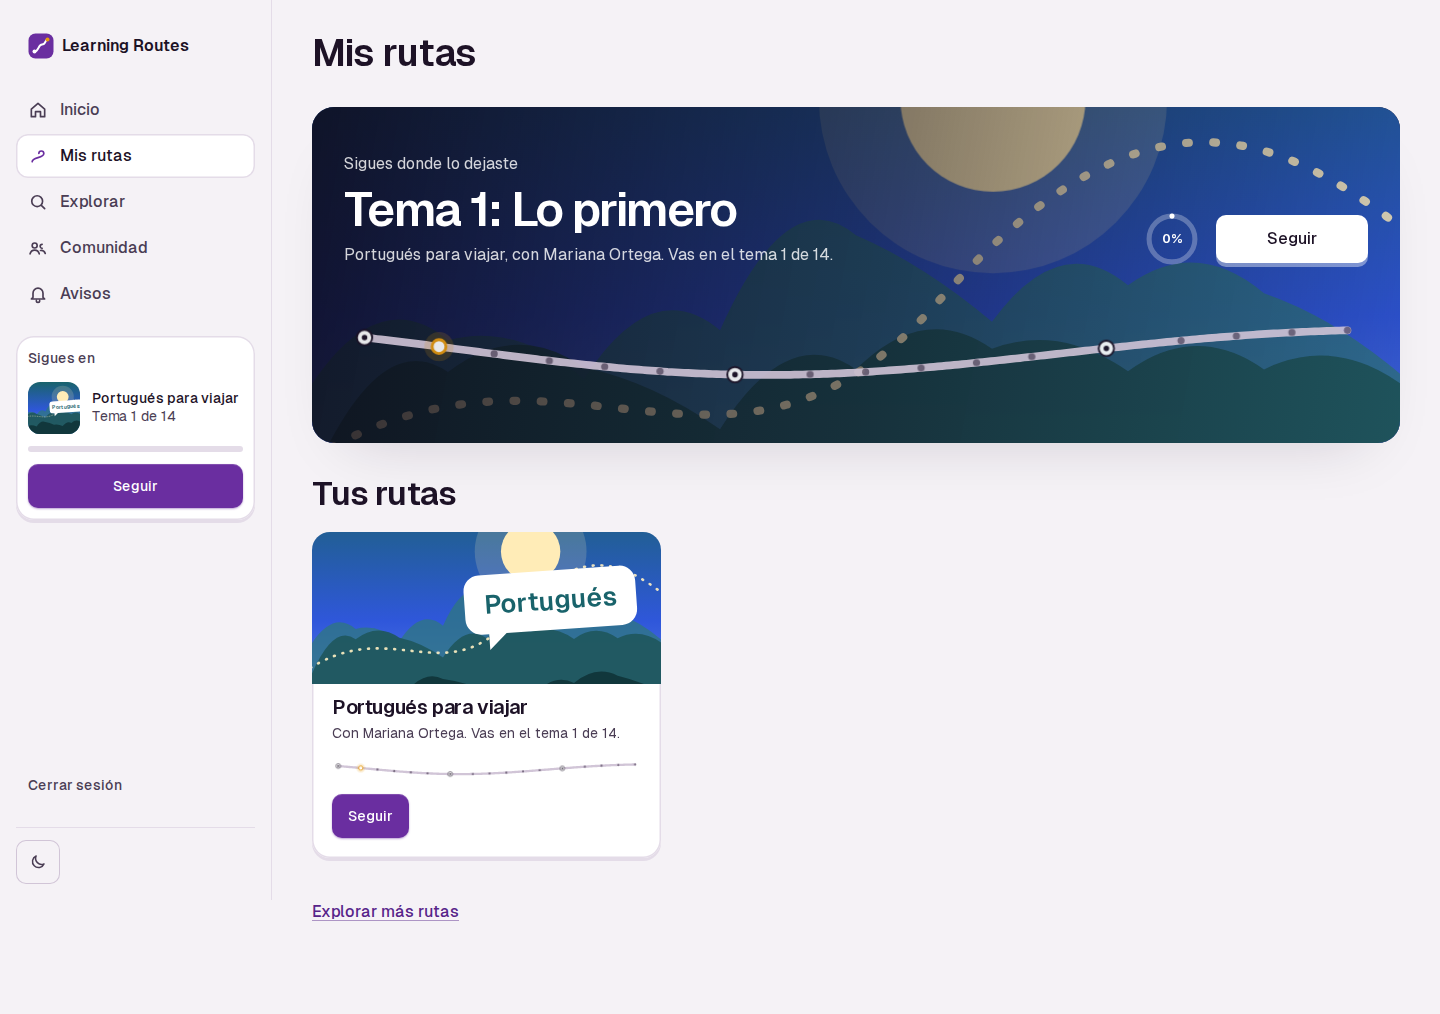 Learning Routes
Inicio
Mis rutas
Explorar
Comunidad
Avisos
Sigues en
Portugués
Portugués para viajar
Tema 1 de 14
Seguir
Cerrar sesión
Mis rutas
Sigues donde lo dejaste
Tema 1: Lo primero
Portugués para viajar, con Mariana Ortega. Vas en el tema 1 de 14.
0%
Seguir
Tus rutas
Portugués
Portugués para viajar
Con Mariana Ortega. Vas en el tema 1 de 14.
Seguir
Explorar más rutas